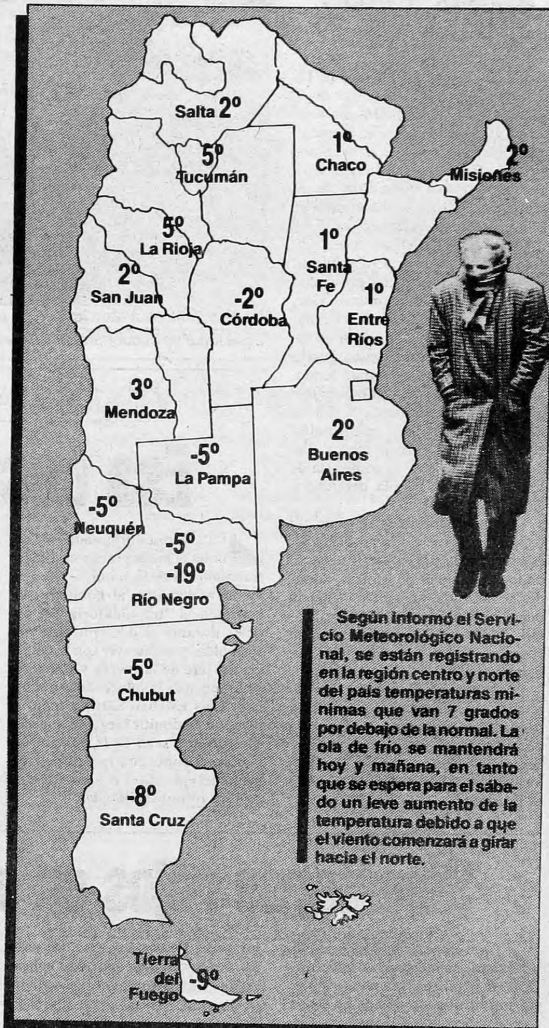 Salta 2º
5º
Tucumán
1º
Chaco
2º
Misiones
5º
La Rioja
2º
San Juan
-2º
Córdoba
1º
Santa
Fe
1º
Entre
Ríos
3º
Mendoza
2º
Buenos
Aires
-5º
La Pampa
-5º
Neuquén
-5º
-19º
Río Negro
-5º
Chubut
-8º
Santa Cruz
Tierra
del
Fuego
-9º
Según informó el Servi-
cio Meteorológico Nacio-
nal, se están registrando
en la región centro y norte
del país temperaturas mí-
nimas que van 7 grados
por debajo de la normal. La
ola de frío se mantendrá
hoy y mañana, en tanto
que se espera para el sába-
do un leve aumento de la
temperatura debido a que
el viento comenzará a girar
hacia el norte.